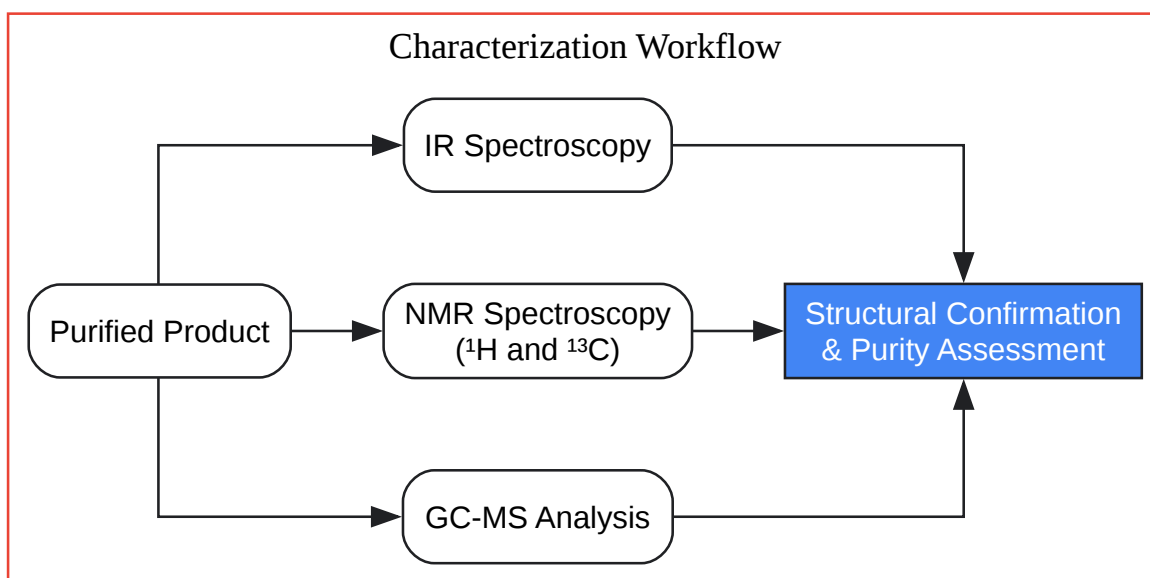 Characterization Workflow
IR Spectroscopy
Purified Product
NMR Spectroscopy
(¹H and ¹³C)
Structural Confirmation
& Purity Assessment
GC-MS Analysis